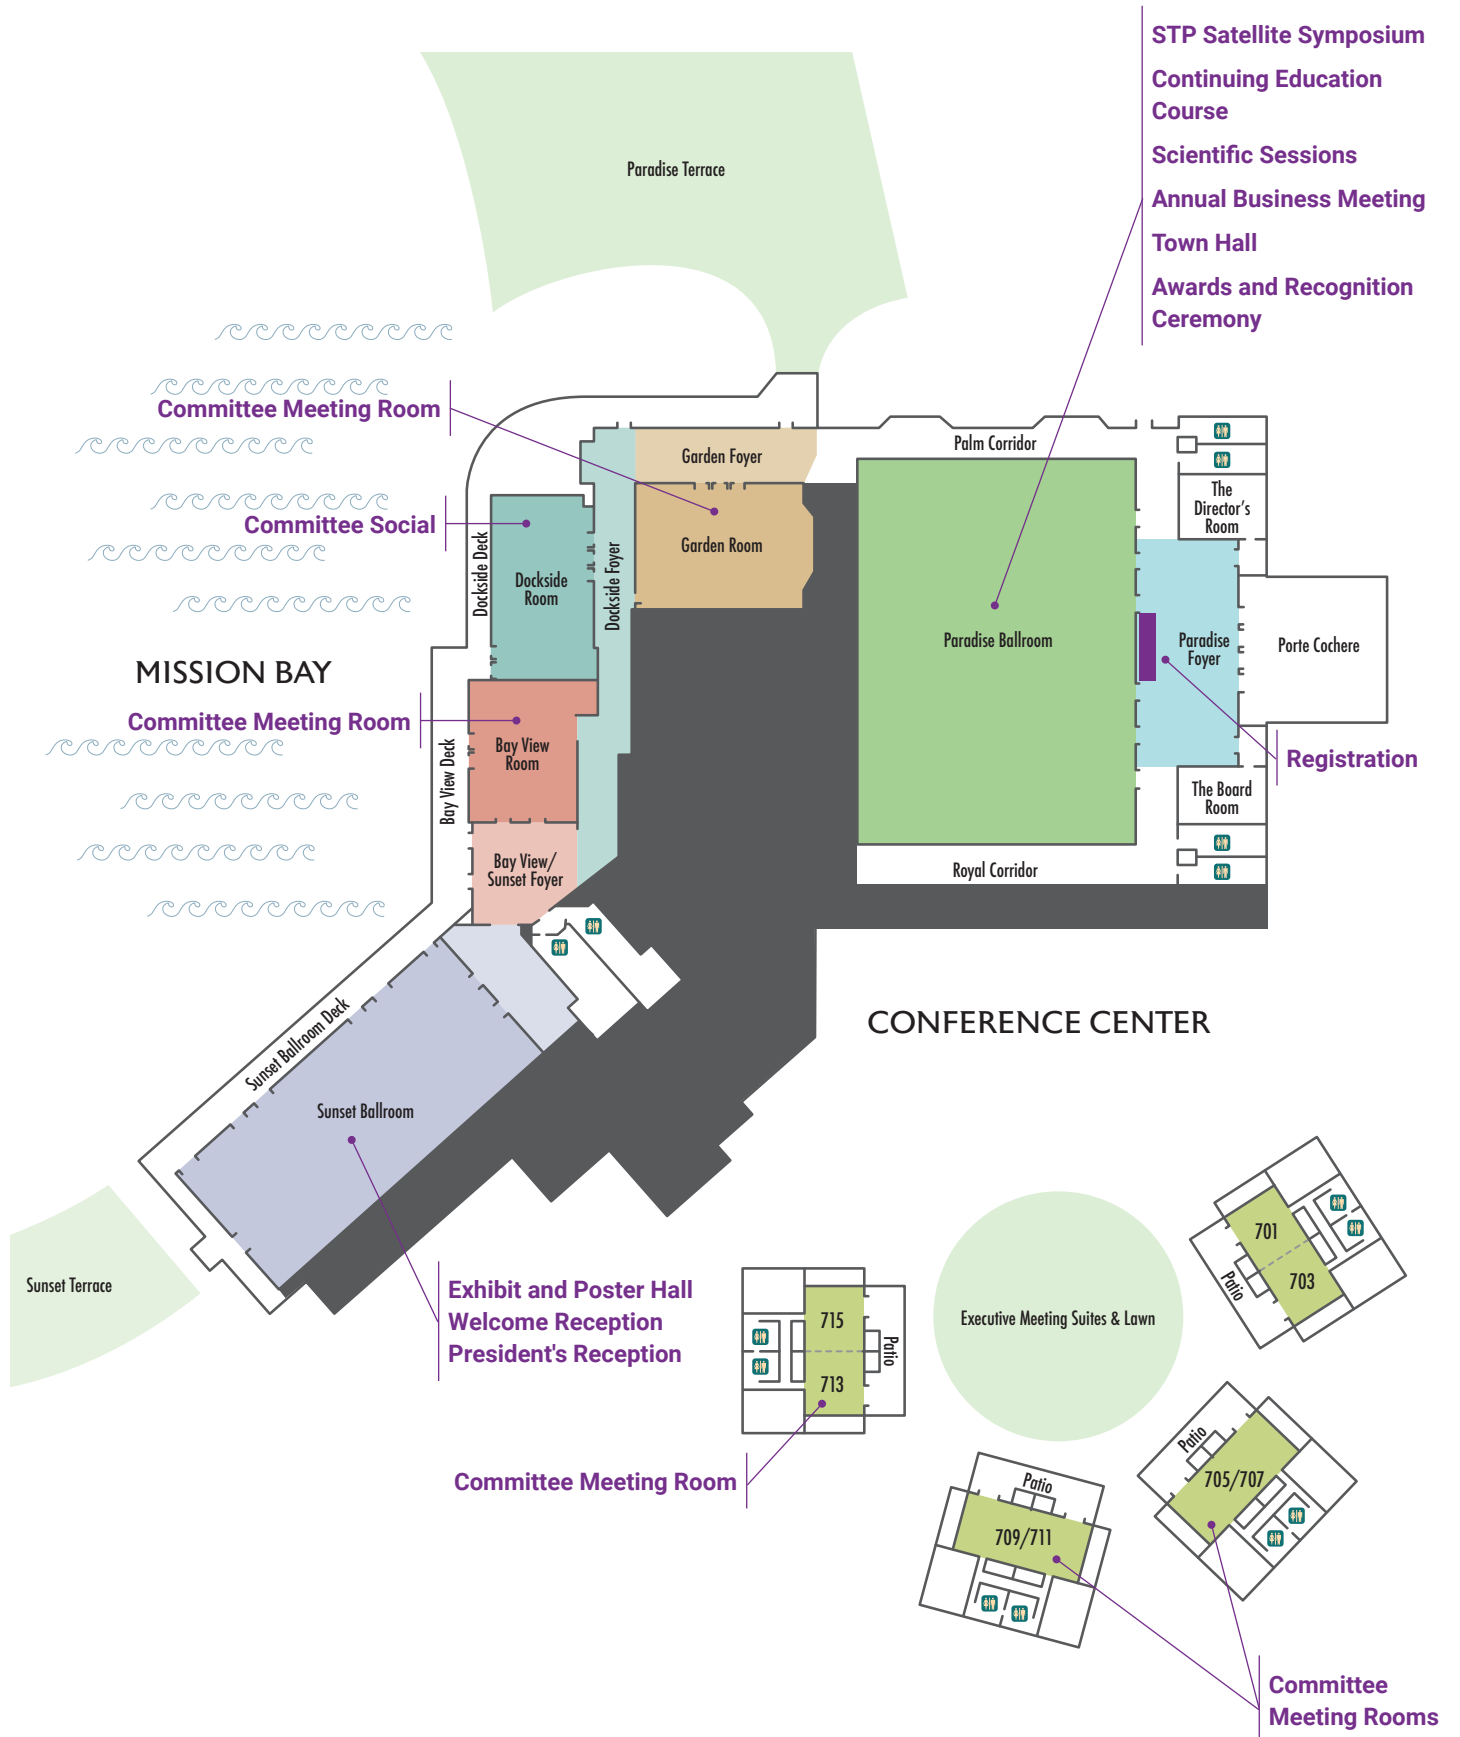 STP Satellite Symposium
Continuing Education
Course
Scientific Sessions
Annual Business Meeting
Town Hall
Awards and Recognition
Ceremony
Paradise Terrace
Committee Meeting Room
Garden Foyer
Palm Corridor
The
Director's
Room
Committee Social
Garden Room
Dockside Deck
Dockside
Room
Dockside Foyer
Paradise Ballroom
Paradise
Foyer
Porte Cochere
MISSION BAY
Committee Meeting Room
Bay View Deck
Bay View
Room
Registration
The Board
Room
Bay View/
Sunset Foyer
Royal Corridor
CONFERENCE CENTER
Sunset Ballroom Deck
Sunset Ballroom
Sunset Terrace
Exhibit and Poster Hall
Welcome Reception
President's Reception
701
703
Patio
715
713
Patio
Executive Meeting Suites & Lawn
Committee Meeting Room
Patio
705/707
Patio
709/711
Committee
Meeting Rooms